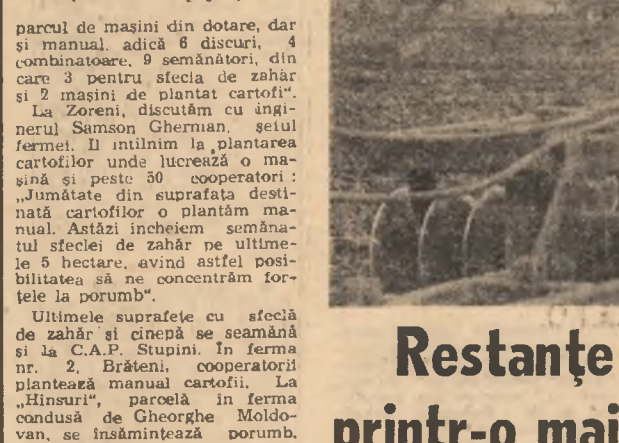 parcul de mașini din dotare, dar
și manual. adică 6 discuri, 4
combinatoare, 9 semănători, din
care 3 pentru sfecla de zahăr
și 2 mașini de plantat cartofi".
La Zoreni, discutăm cu ingi-
nerul Samson Gherman, șeful
fermei. Îl întîlnim la plantarea
cartofilor unde lucrează o ma-
șină și peste 50 cooperatori :
„Jumătate din suprafața desti-
nată cartofilor o plantăm ma-
nual. Astăzi încheiem semăna-
tul sfeclei de zahăr pe ultime-
le 5 hectare, avînd astfel posi-
bilitatea să ne concentrăm for-
țele la porumb".
Ultimele suprafețe cu sfeclă
de zahăr și cînepă se seamănă
și la C.A.P. Stupini. În ferma
nr. 2, Brăteni, cooperatorii
plantează manual cartofii. La
„Hinsuri", parcelă în ferma
condusă de Gheorghe Moldo-
van, se însămînțează porumb.
Restanțe
printr-o mai